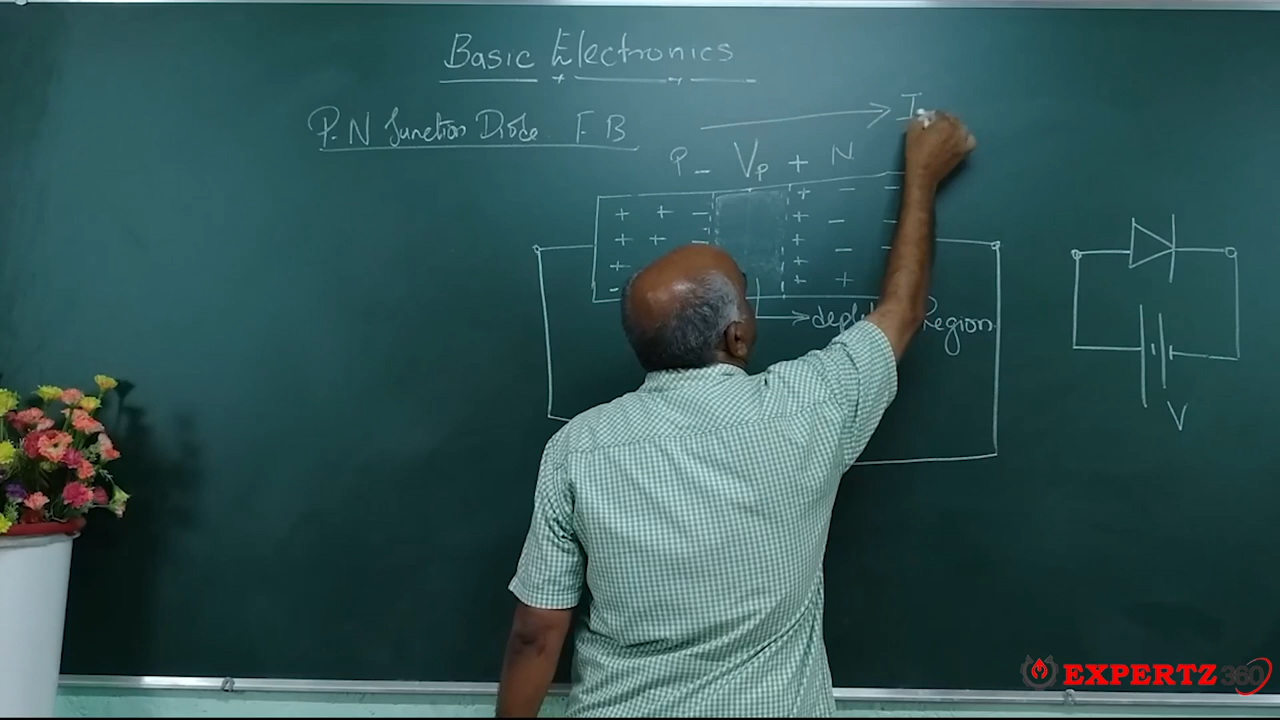 Basic Electronics
P-N Junction Diode F B
I
P - Vp + N
+ + - + - -
+ + - + - -
+ + - -
- + +
Region
V
EXPERTZ 360